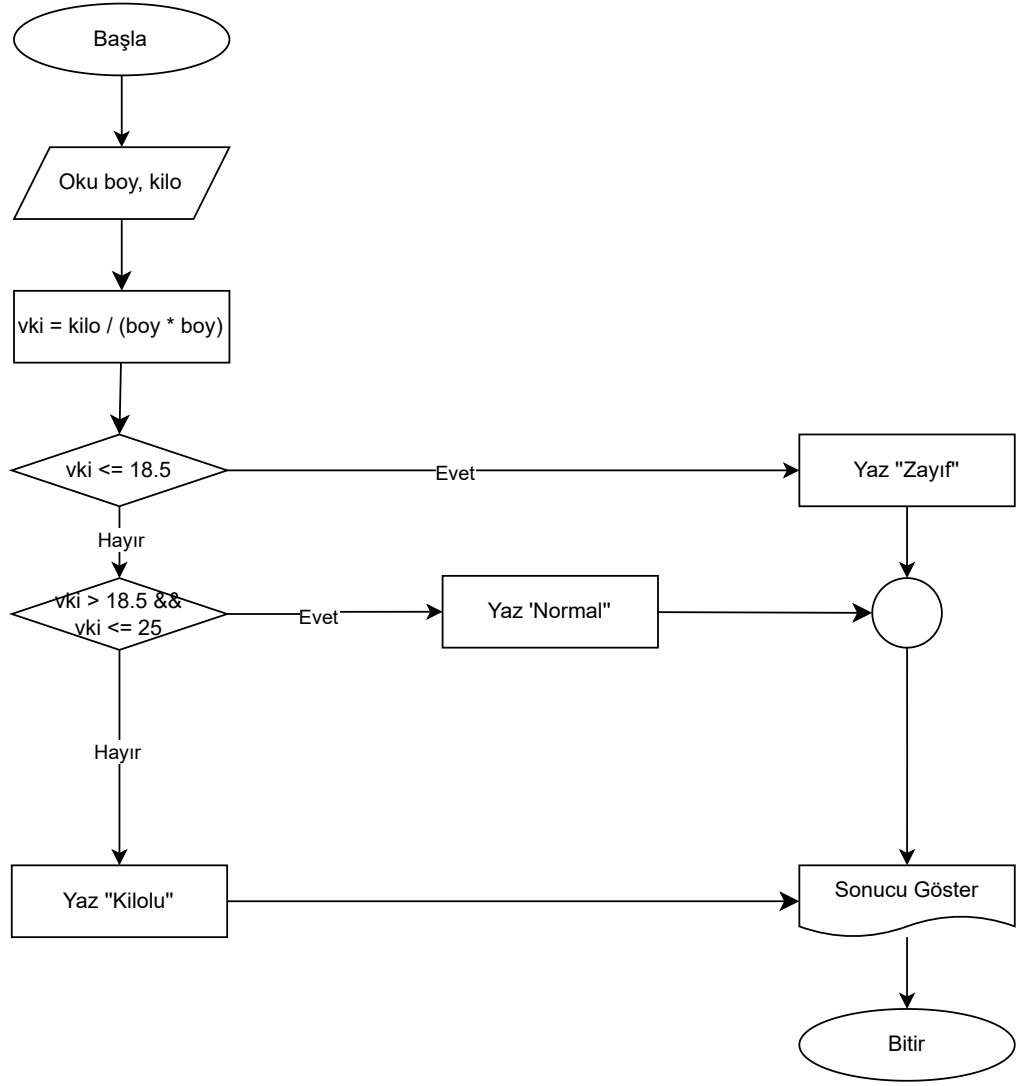 Başla
Oku boy, kilo
vki = kilo / (boy * boy)
vki <= 18.5
Evet
Yaz "Zayıf"
Hayır
vki > 18.5 &&
vki <= 25
Evet
Yaz 'Normal"
Hayır
Yaz "Kilolu"
Sonucu Göster
Bitir